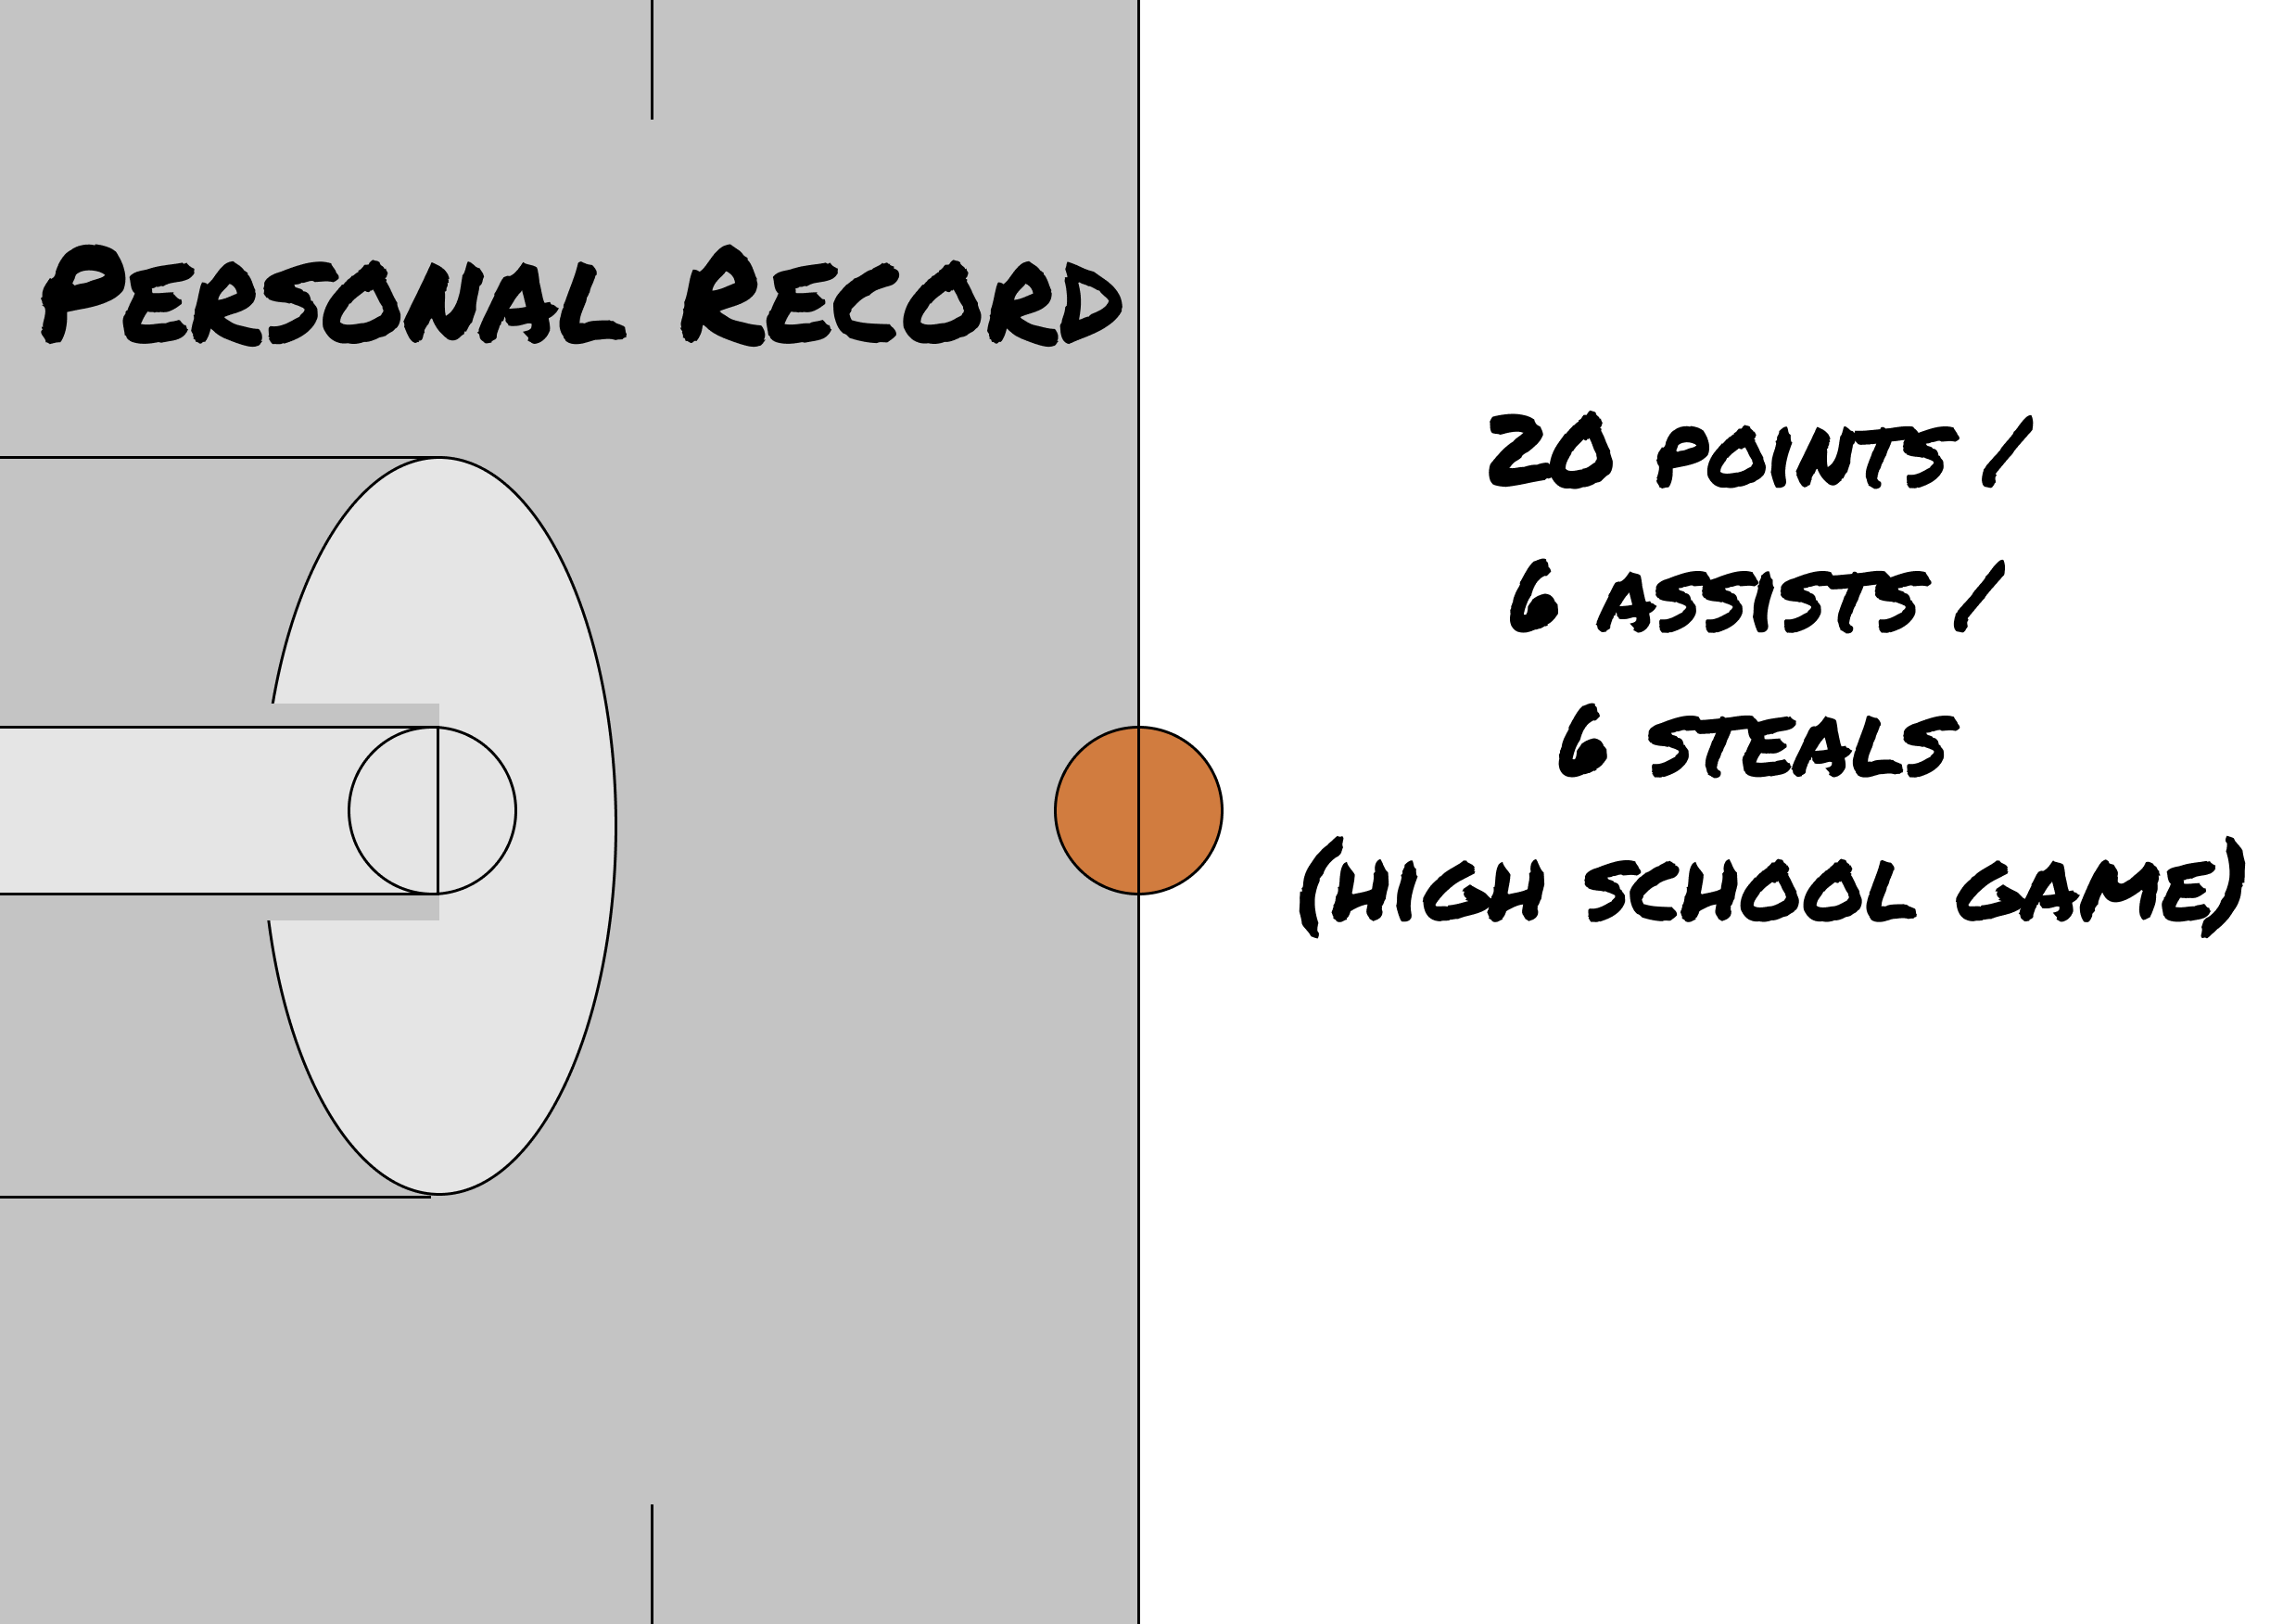 Personal Record
20 points /
6 assists /
6 steals
(high school game)